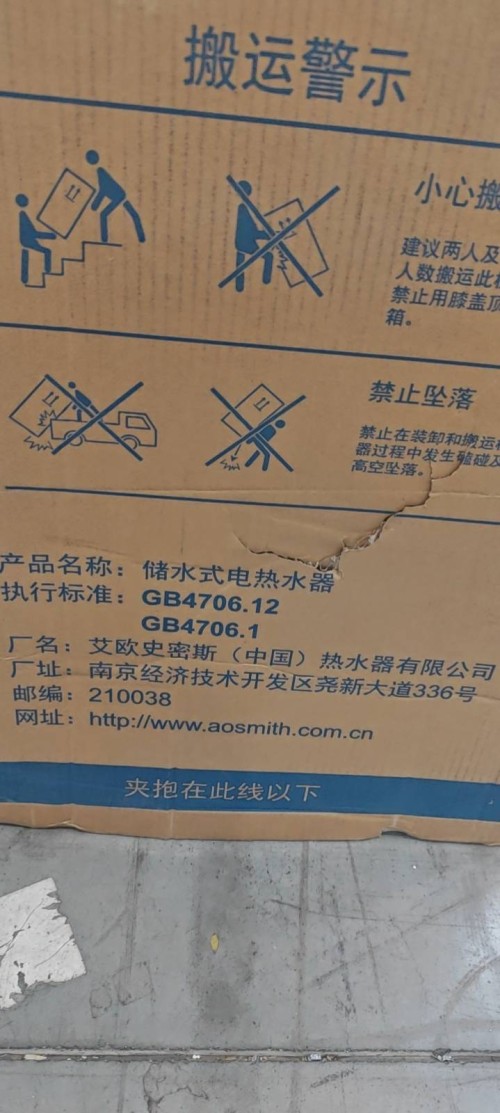 搬运警示
小心搬
建议两人及
人数搬运此
禁止用膝盖顶
箱。
禁止坠落
禁止在装卸和搬运
器过程中发生磕碰及
高空坠落。
产品名称：储水式电热水器
执行标准：GB4706.12
GB4706.1
厂名：艾欧史密斯（中国）热水器有限公司
厂址：南京经济技术开发区尧新大道336号
邮编：210038
网址：http://www.aosmith.com.cn
夹抱在此线以下